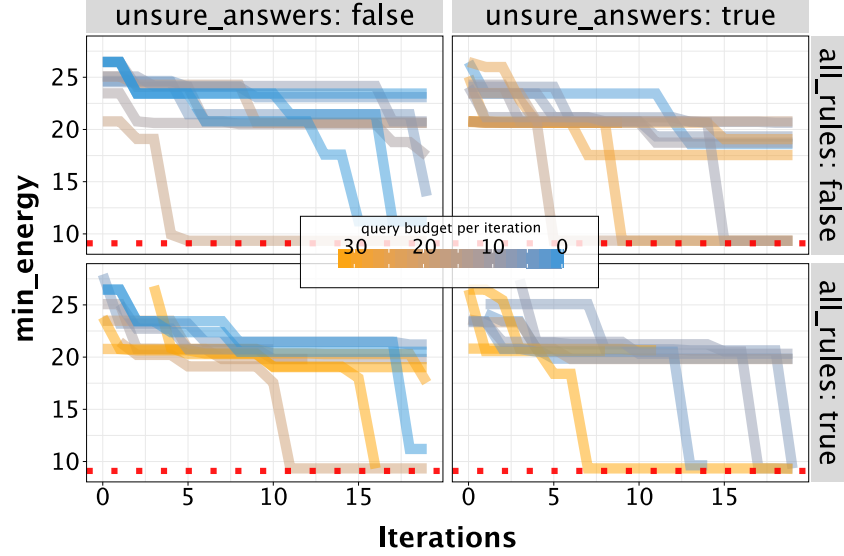 unsure_answers: false
unsure_answers: true
25
20
15
10
all_rules: false
query budget per iteration
30 20 10 0
min_energy
25
20
15
10
all_rules: true
0 5 10 15
0 5 10 15
Iterations